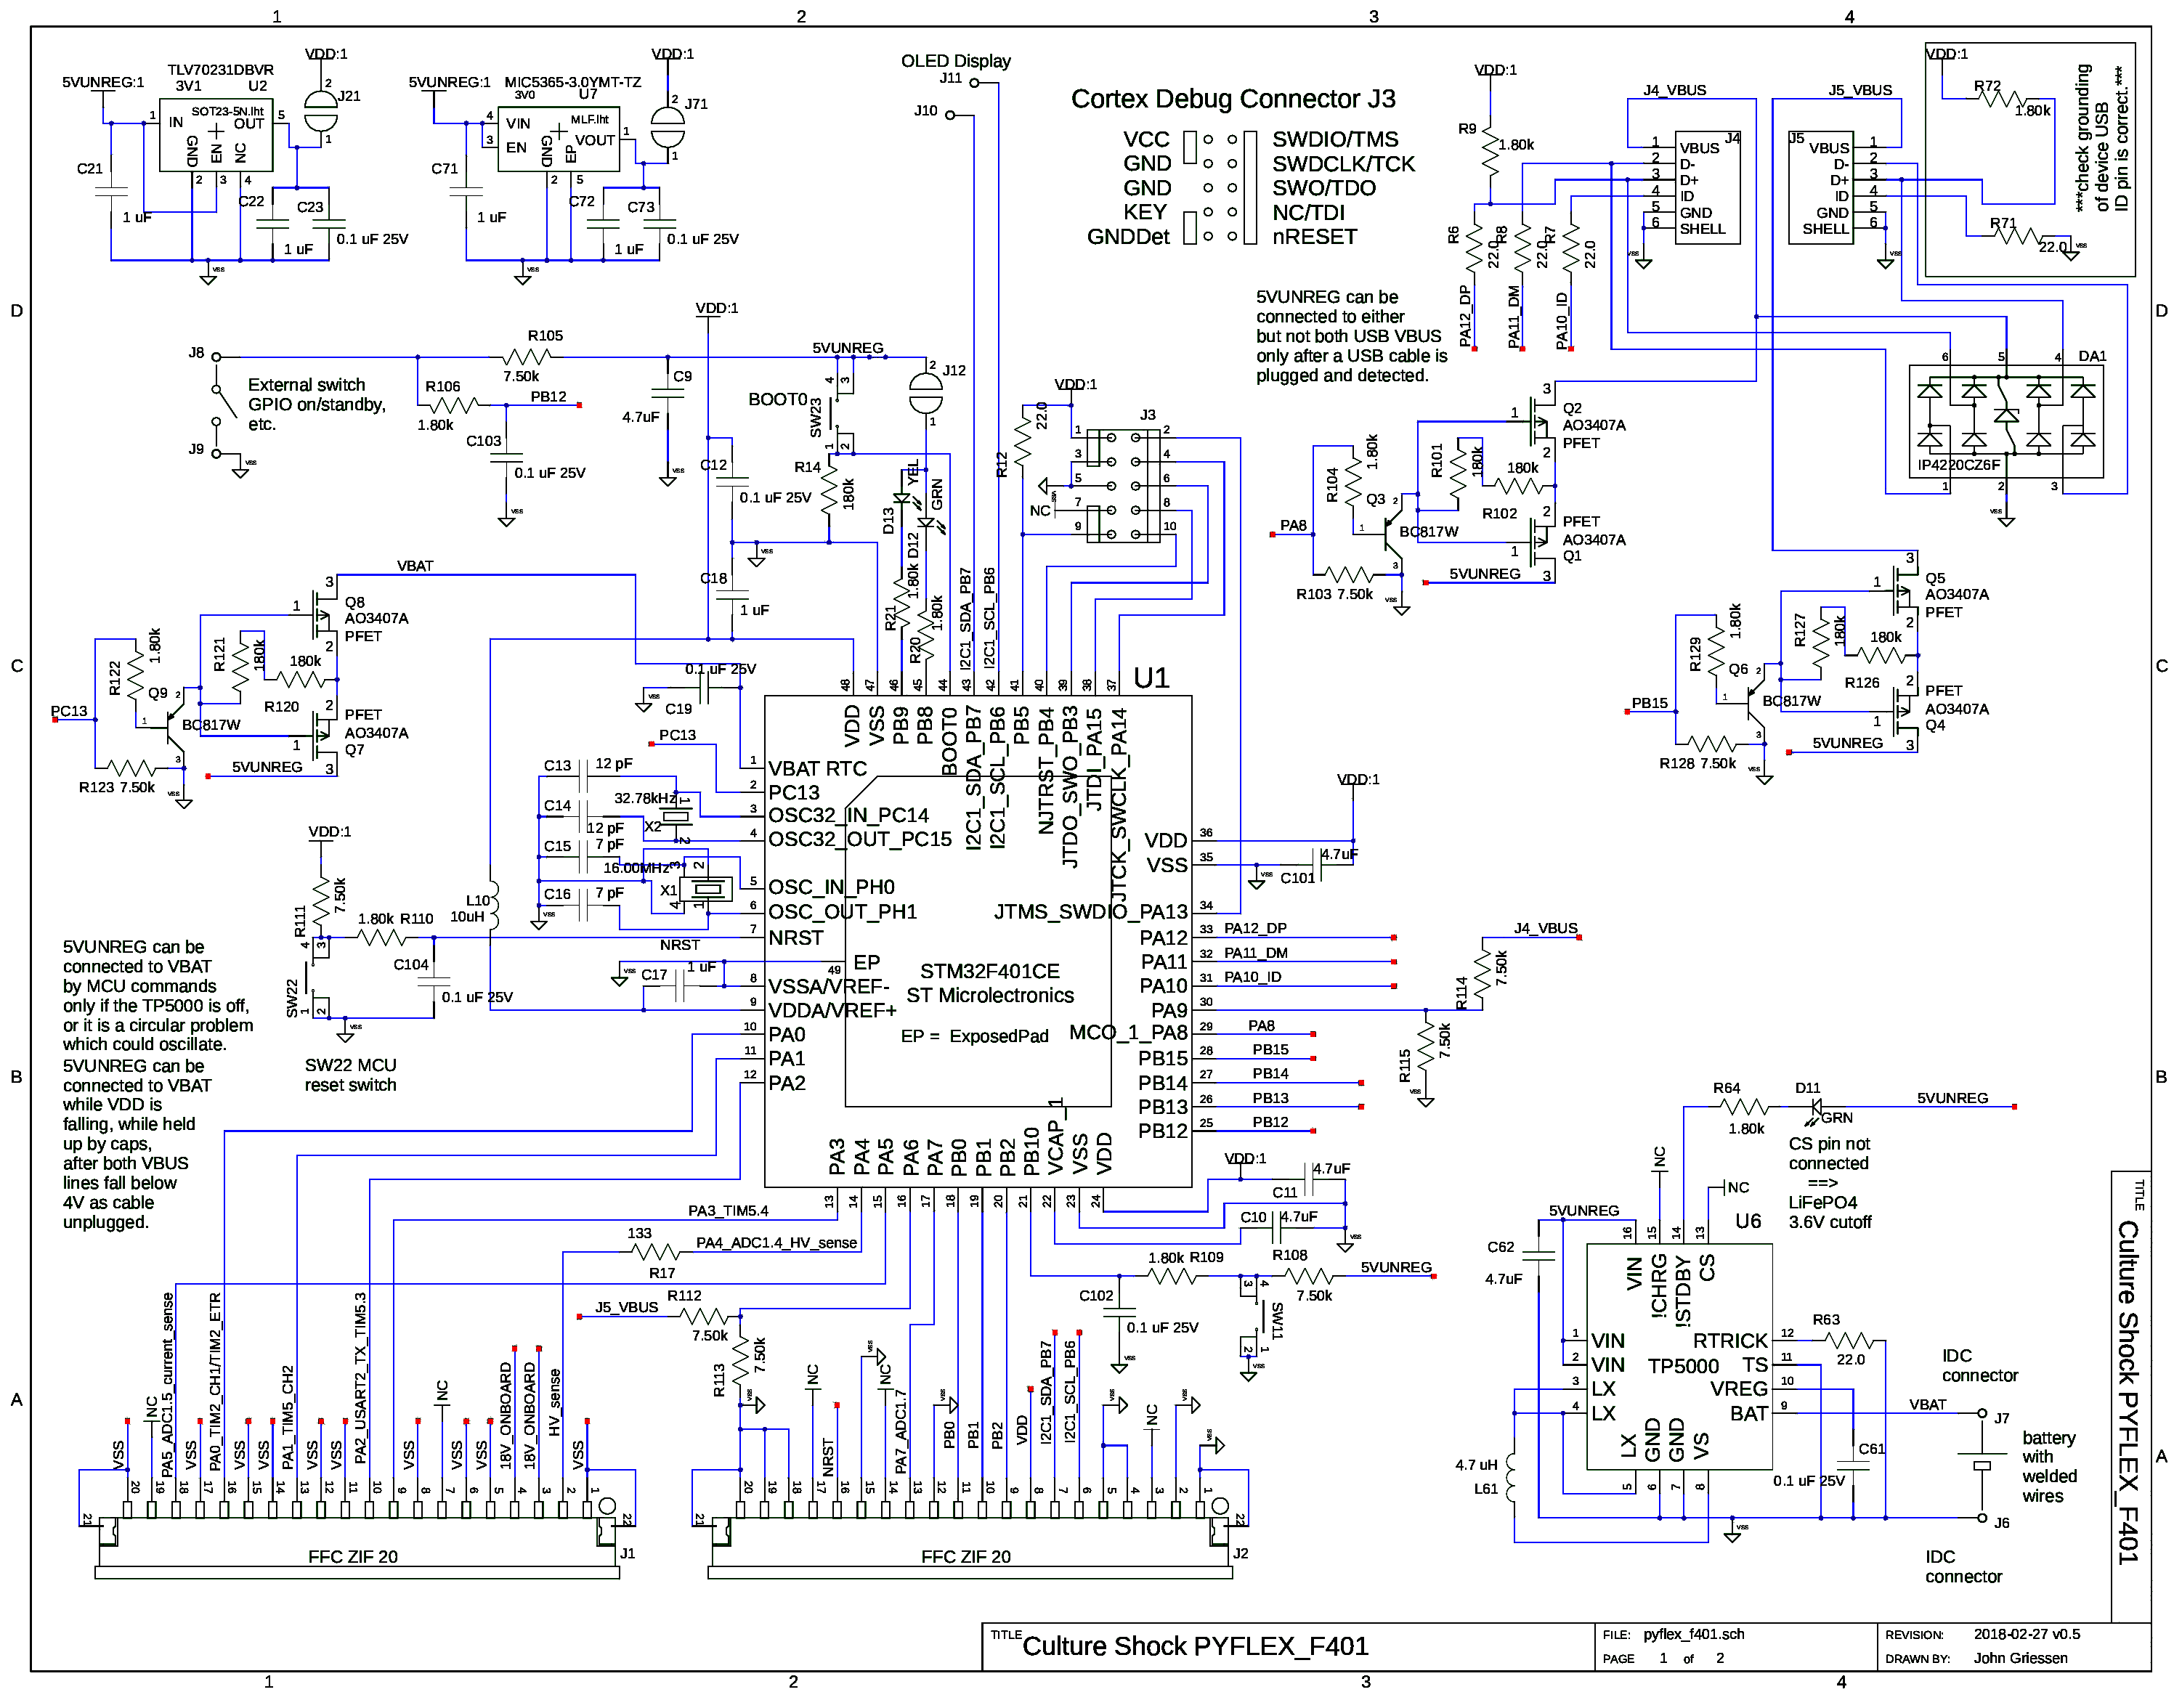 1
2
3
4
D
C
B
A
VDD:1
TLV70231DBVR
3V1
U2
5VUNREG:1
SOT23-5N.lht
IN
OUT
GND
EN
NC
J21
C21
1 uF
C22
1 uF
C23
0.1 uF 25V
VSS
VDD:1
MIC5365-3.0YMT-TZ
3V0
U7
5VUNREG:1
MLF.lht
VIN
EN
VOUT
GND
EP
J71
C71
1 uF
C72
1 uF
C73
0.1 uF 25V
VSS
OLED Display
J11
J10
Cortex Debug Connector J3
VCC SWDIO/TMS
GND SWDCLK/TCK
GND SWO/TDO
KEY NC/TDI
GNDDet nRESET
VDD:1
R9
1.80k
R6
22.0
R8
22.0
R7
22.0
PA12_DP
PA11_DM
PA10_ID
J4_VBUS
J4
VBUS
D-
D+
ID
GND
SHELL
VSS
J5_VBUS
J5
VBUS
D-
D+
ID
GND
SHELL
VDD:1
R72
1.80k
R71
22.0
VSS
***check grounding
of device USB
ID pin is correct.***
5VUNREG can be
connected to either
but not both USB VBUS
only after a USB cable is
plugged and detected.
DA1
IP4220CZ6F
VSS
J8
J9
External switch
GPIO on/standby,
etc.
R105
7.50k
R106
1.80k
PB12
C103
0.1 uF 25V
VSS
C9
4.7uF
VDD:1
5VUNREG
BOOT0
SW23
J12
R14
180k
C12
0.1 uF 25V
C18
1 uF
D13
YEL
GRN
D12
R21
1.80k
R20
1.80k
I2C1_SDA_PB7
I2C1_SCL_PB6
VDD:1
R12
22.0
J3
NC
PA8
R104
1.80k
R103 7.50k
Q3
BC817W
R101
180k
180k
R102
Q2
AO3407A
PFET
PFET
AO3407A
Q1
5VUNREG
PB15
R129
1.80k
R128 7.50k
Q6
BC817W
R127
180k
180k
R126
Q5
AO3407A
PFET
PFET
AO3407A
Q4
5VUNREG
VBAT
PC13
R122
1.80k
R123 7.50k
Q9
BC817W
R121
180k
180k
R120
Q8
AO3407A
PFET
PFET
AO3407A
Q7
5VUNREG
0.1 uF 25V
C19
PC13
C13 12 pF
C14
12 pF
C15 7 pF
C16 7 pF
32.78kHz
X2
16.00MHz
X1
U1
VDD
VSS
PB9
PB8
BOOT0
I2C1_SDA_PB7
I2C1_SCL_PB6
PB5
NJTRST_PB4
JTDO_SWO_PB3
JTDI_PA15
JTCK_SWCLK_PA14
VBAT RTC
PC13
OSC32_IN_PC14
OSC32_OUT_PC15
OSC_IN_PH0
OSC_OUT_PH1
NRST
EP
VSSA/VREF-
VDDA/VREF+
PA0
PA1
PA2
PA3
PA4
PA5
PA6
PA7
PB0
PB1
PB2
PB10
VCAP_1
VSS
VDD
VDD
VSS
JTMS_SWDIO_PA13
PA12
PA11
PA10
PA9
MCO_1_PA8
PB15
PB14
PB13
PB12
STM32F401CE
ST Microlectronics
EP = ExposedPad
VDD:1
4.7uF
C101
PA12_DP
PA11_DM
PA10_ID
PA8
PB15
PB14
PB13
PB12
J4_VBUS
R114
7.50k
R115
7.50k
VDD:1
R111
7.50k
1.80k R110
C104
0.1 uF 25V
SW22
SW22 MCU
reset switch
L10
10uH
NRST
C17
1 uF
5VUNREG can be
connected to VBAT
by MCU commands
only if the TP5000 is off,
or it is a circular problem
which could oscillate.
5VUNREG can be
connected to VBAT
while VDD is
falling, while held
up by caps,
after both VBUS
lines fall below
4V as cable
unplugged.
PA3_TIM5.4
133
R17
PA4_ADC1.4_HV_sense
VDD:1
4.7uF
C11
C10
4.7uF
1.80k R109
R108
7.50k
5VUNREG
C102
0.1 uF 25V
SW11
J5_VBUS
R112
7.50k
R113
7.50k
R64
1.80k
D11
GRN
5VUNREG
CS pin not
connected
==>
LiFePO4
3.6V cutoff
NC
NC
U6
5VUNREG
C62
4.7uF
VIN
!CHRG
!STDBY
CS
VIN
VIN
LX
LX
RTRICK
TS
VREG
BAT
TP5000
LX
GND
GND
VS
R63
22.0
4.7 uH
L61
C61
0.1 uF 25V
VBAT
IDC
connector
J7
battery
with
welded
wires
J6
IDC
connector
VSS
NC
PA5_ADC1.5_current_sense
VSS
PA0_TIM2_CH1/TIM2_ETR
VSS
VSS
PA1_TIM5_CH2
VSS
VSS
PA2_USART2_TX_TIM5.3
VSS
NC
VSS
VSS
18V_ONBOARD
18V_ONBOARD
HV_sense
VSS
FFC ZIF 20
J1
NC
NRST
NC
PA7_ADC1.7
PB0
PB1
PB2
VDD
I2C1_SDA_PB7
I2C1_SCL_PB6
NC
FFC ZIF 20
J2
TITLE
Culture Shock PYFLEX_F401
TITLE Culture Shock PYFLEX_F401
FILE: pyflex_f401.sch
PAGE 1 of 2
REVISION: 2018-02-27 v0.5
DRAWN BY: John Griessen
1
2
3
4